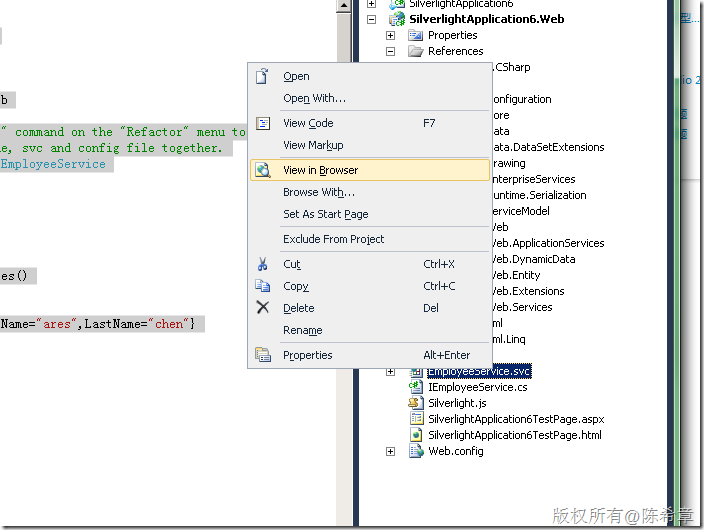 SilverlightApplication6
SilverlightApplication6.Web
Properties
References
.CSharp
onfiguration
ore
ata
ata.DataSetExtensions
rawing
nterpriseServices
untime.Serialization
erviceModel
Web
Web.ApplicationServices
Web.DynamicData
Web.Entity
Web.Extensions
Web.Services
ml
ml.Linq
EmployeeService.svc
IEmployeeService.cs
Silverlight.js
SilverlightApplication6TestPage.aspx
SilverlightApplication6TestPage.html
Web.config
Open
Open With...
View Code F7
View Markup
View in Browser
Browse With...
Set As Start Page
Exclude From Project
Cut Ctrl+X
Copy Ctrl+C
Delete Del
Rename
Properties Alt+Enter
b
" command on the "Refactor" menu to
e, svc and config file together.
EmployeeService
es()
Name="ares",LastName="chen"}
型...
io 2
版权所有@陈希章